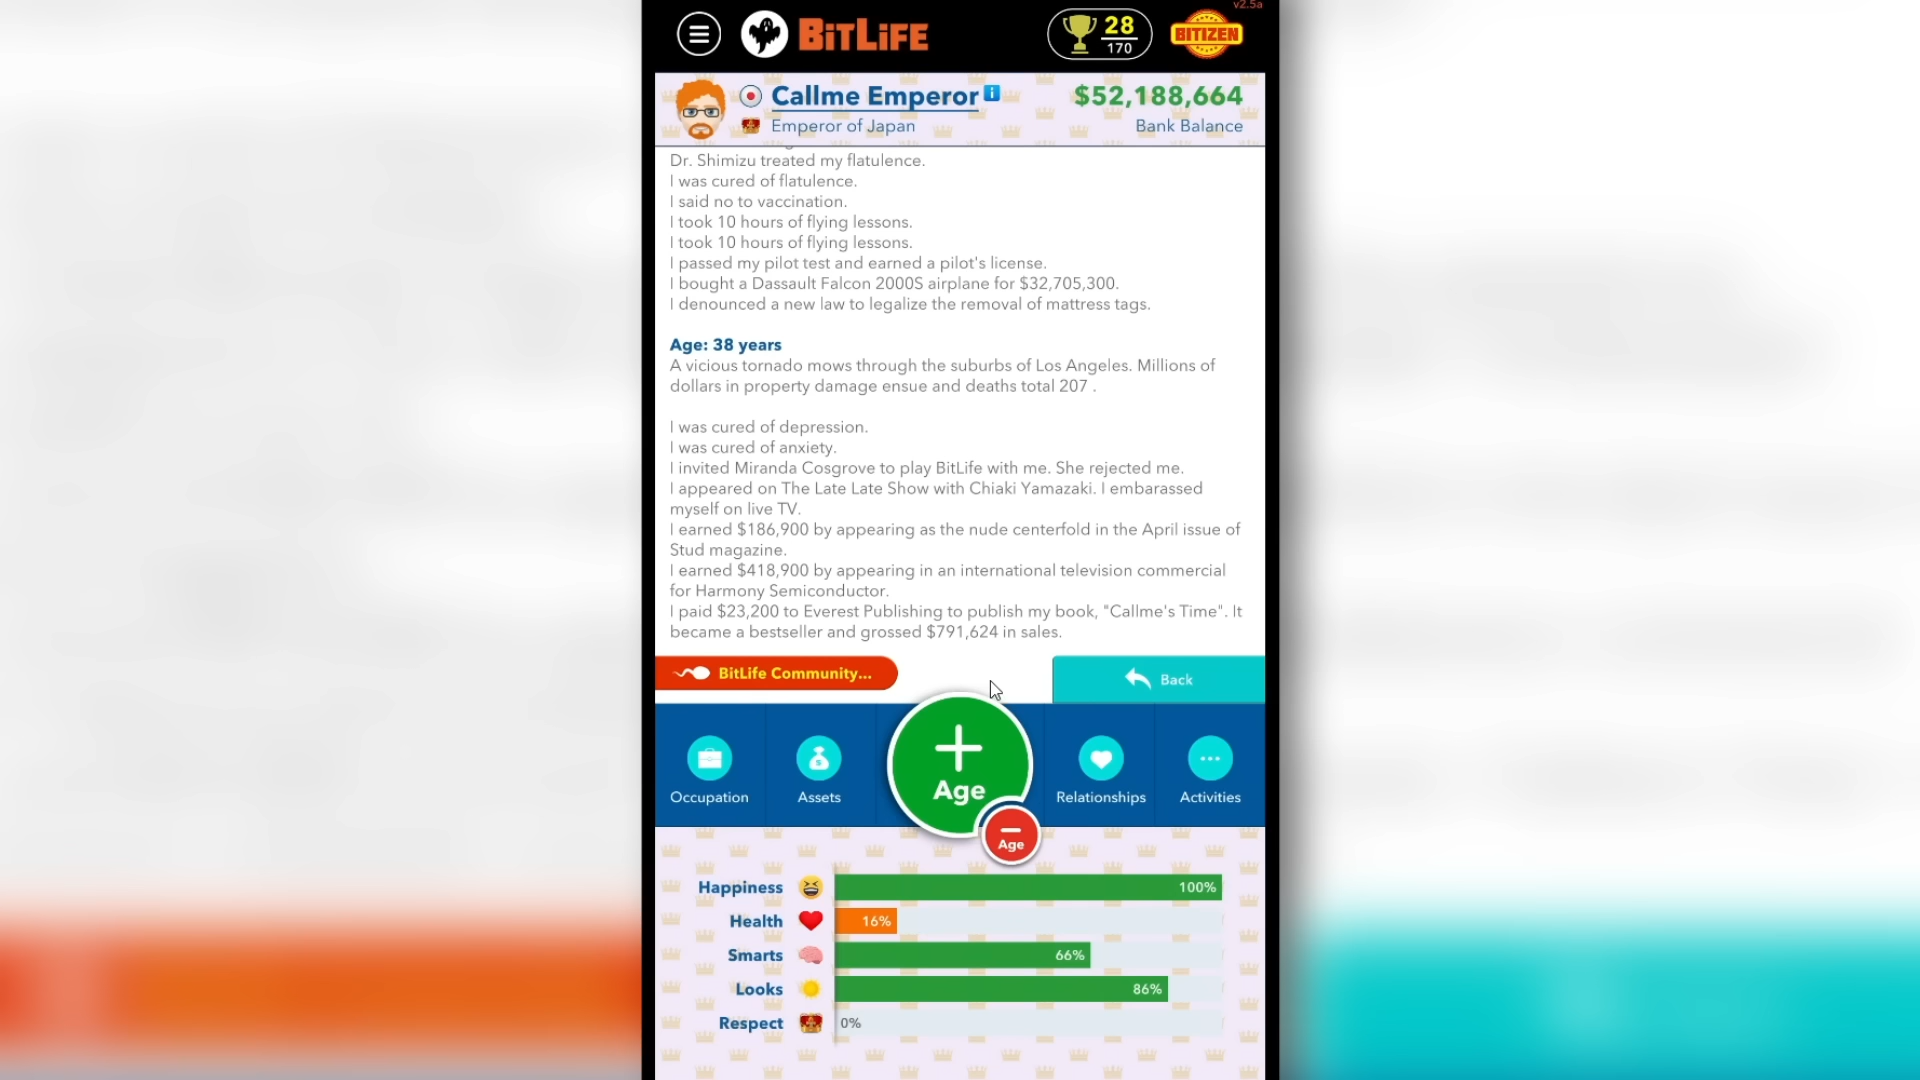 v2.5a
BITLIFE
28
170
BITIZEN
Callme Emperor
$52,188,664
Emperor of Japan
Bank Balance
Dr. Shimizu treated my flatulence.
I was cured of flatulence.
I said no to vaccination.
I took 10 hours of flying lessons.
I took 10 hours of flying lessons.
I passed my pilot test and earned a pilot's license.
I bought a Dassault Falcon 2000S airplane for $32,705,300.
I denounced a new law to legalize the removal of mattress tags.
Age: 38 years
A vicious tornado mows through the suburbs of Los Angeles. Millions of
dollars in property damage ensue and deaths total 207 .
I was cured of depression.
I was cured of anxiety.
I invited Miranda Cosgrove to play BitLife with me. She rejected me.
I appeared on The Late Late Show with Chiaki Yamazaki. I embarassed
myself on live TV.
I earned $186,900 by appearing as the nude centerfold in the April issue of
Stud magazine.
I earned $418,900 by appearing in an international television commercial
for Harmony Semiconductor.
I paid $23,200 to Everest Publishing to publish my book, "Callme's Time". It
became a bestseller and grossed $791,624 in sales.
BitLife Community...
Back
Occupation
Assets
Age
Age
Relationships
Activities
Happiness
100%
Health
16%
Smarts
66%
Looks
86%
Respect
0%